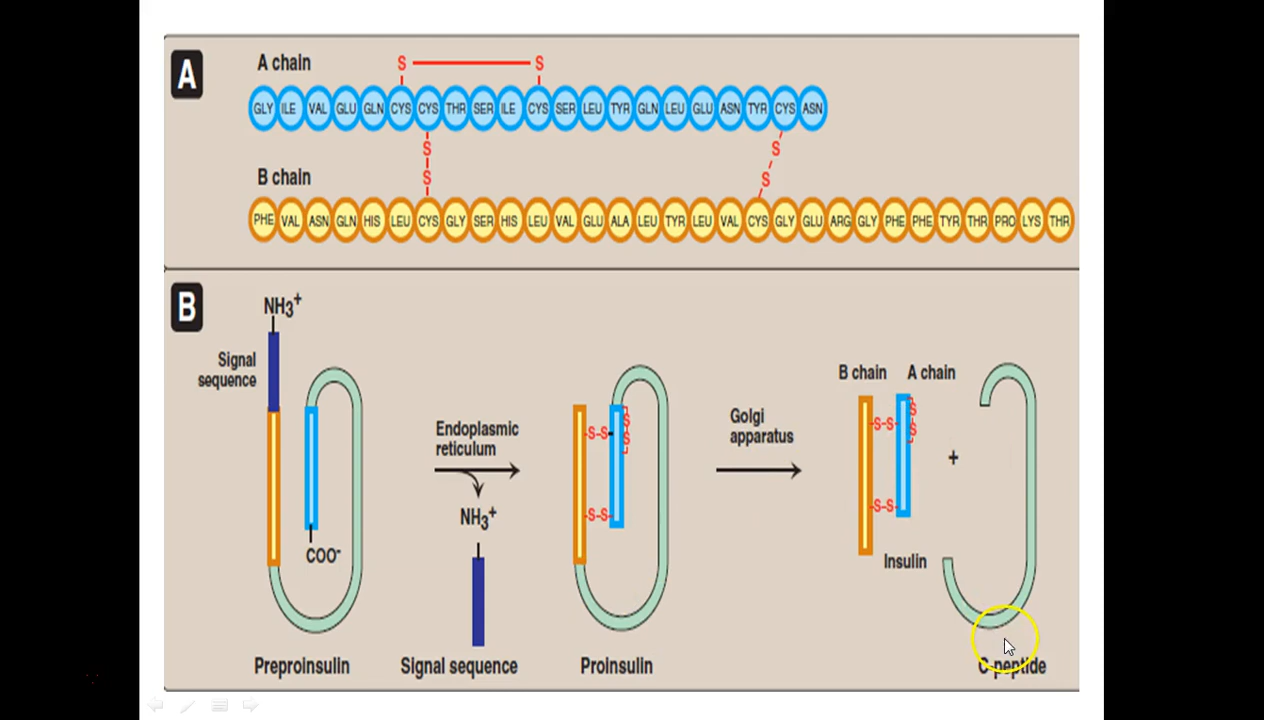 A
A chain
S S
GLY ILE VAL GLU GLN CYS CYS THR SER ILE CYS SER LEU TYR GLN LEU GLU ASN TYR CYS ASN
S S
S S
B chain
PHE VAL ASN GLN HIS LEU CYS GLY SER HIS LEU VAL GLU ALA LEU TYR LEU VAL CYS GLY GLU ARG GLY PHE PHE TYR THR PRO LYS THR
B
NH3+
Signal
sequence
COO-
Preproinsulin
Endoplasmic
reticulum
NH3+
Signal sequence
S-S
S
S
S-S
Proinsulin
Golgi
apparatus
B chain A chain
S-S
S
S
S-S
+
Insulin
C-peptide